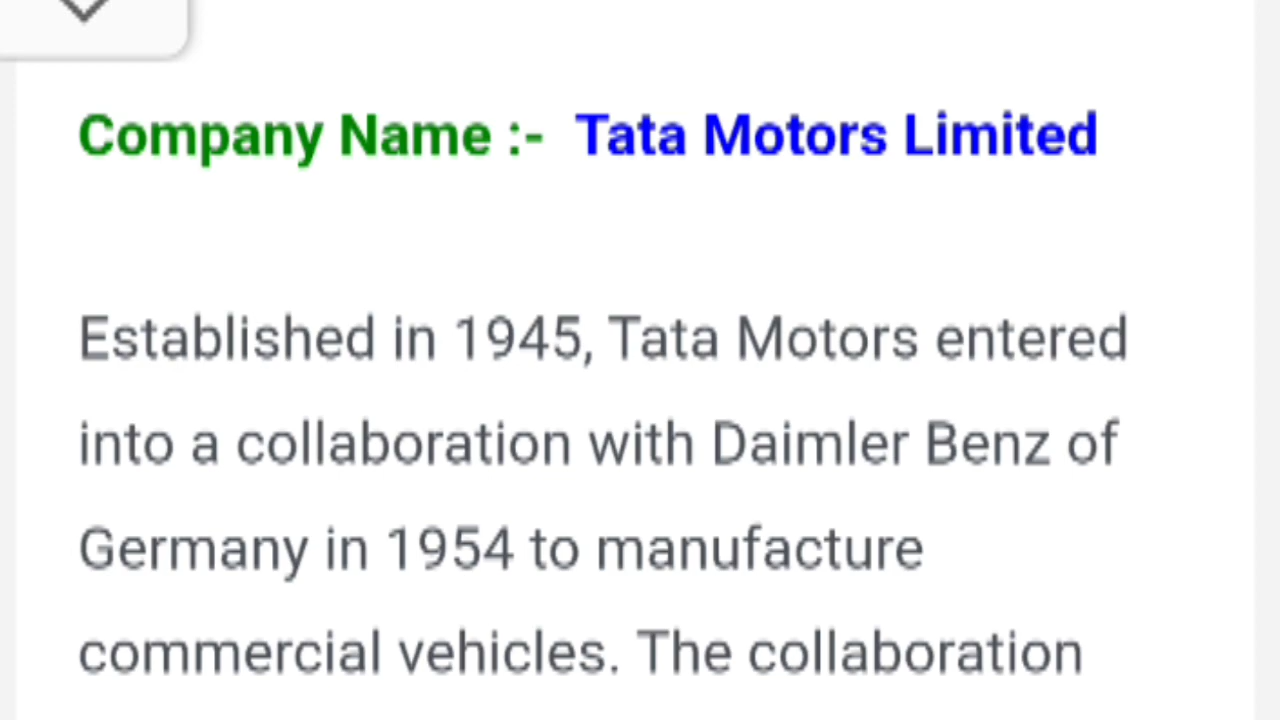 Company Name :- Tata Motors Limited
Established in 1945, Tata Motors entered
into a collaboration with Daimler Benz of
Germany in 1954 to manufacture
commercial vehicles. The collaboration